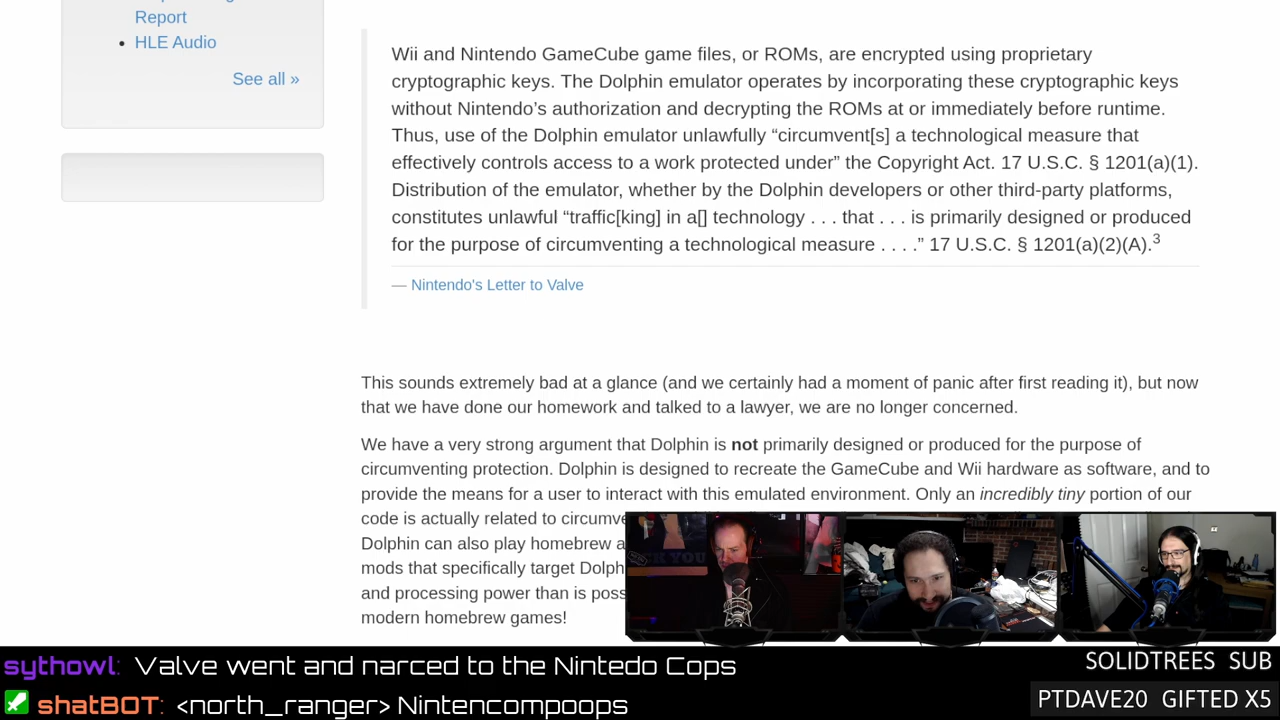 Report
HLE Audio
See all »
Wii and Nintendo GameCube game files, or ROMs, are encrypted using proprietary
cryptographic keys. The Dolphin emulator operates by incorporating these cryptographic keys
without Nintendo’s authorization and decrypting the ROMs at or immediately before runtime.
Thus, use of the Dolphin emulator unlawfully “circumvent[s] a technological measure that
effectively controls access to a work protected under” the Copyright Act. 17 U.S.C. § 1201(a)(1).
Distribution of the emulator, whether by the Dolphin developers or other third-party platforms,
constitutes unlawful “traffic[king] in a[] technology . . . that . . . is primarily designed or produced
for the purpose of circumventing a technological measure . . . .” 17 U.S.C. § 1201(a)(2)(A).3
— Nintendo's Letter to Valve
This sounds extremely bad at a glance (and we certainly had a moment of panic after first reading it), but now
that we have done our homework and talked to a lawyer, we are no longer concerned.
We have a very strong argument that Dolphin is not primarily designed or produced for the purpose of
circumventing protection. Dolphin is designed to recreate the GameCube and Wii hardware as software, and to
provide the means for a user to interact with this emulated environment. Only an incredibly tiny portion of our
code is actually related to circumve
Dolphin can also play homebrew a
mods that specifically target Dolph
and processing power than is poss
modern homebrew games!
sythowl: Valve went and narced to the Nintedo Cops
shatBOT: <north_ranger> Nintencompoops
SOLIDTREES SUB
PTDAVE20 GIFTED X5